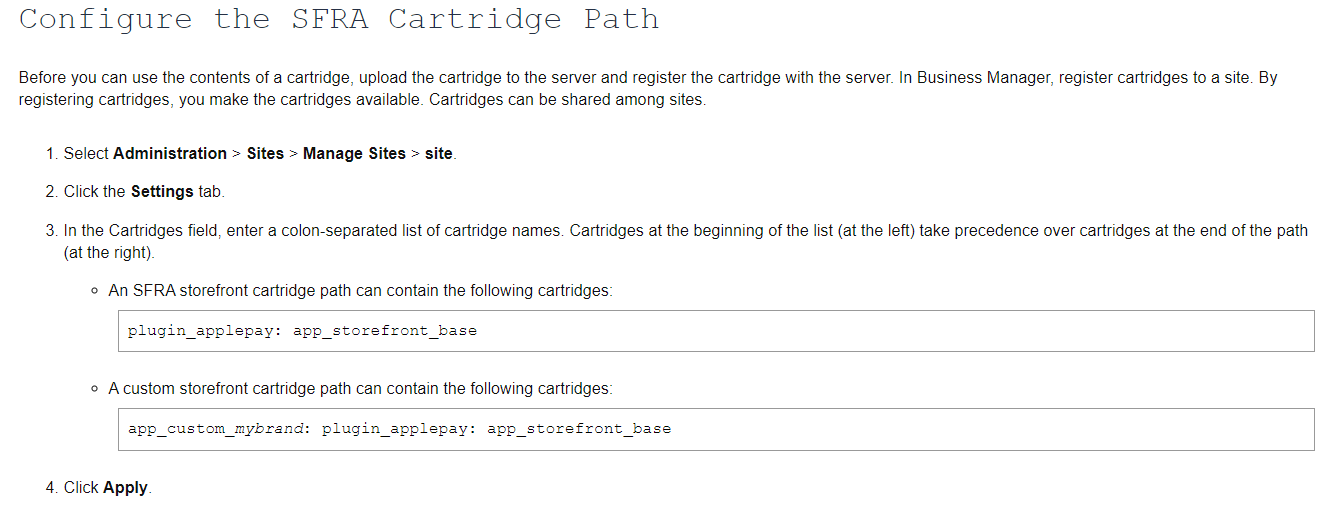 Configure the SFRA Cartridge Path
Before you can use the contents of a cartridge, upload the cartridge to the server and register the cartridge with the server. In Business Manager, register cartridges to a site. By
registering cartridges, you make the cartridges available. Cartridges can be shared among sites.
1. Select Administration > Sites > Manage Sites > site.
2. Click the Settings tab.
3. In the Cartridges field, enter a colon-separated list of cartridge names. Cartridges at the beginning of the list (at the left) take precedence over cartridges at the end of the path
(at the right).
An SFRA storefront cartridge path can contain the following cartridges:
plugin_applepay: app_storefront_base
A custom storefront cartridge path can contain the following cartridges:
app_custom_mybrand: plugin_applepay: app_storefront_base
4. Click Apply.